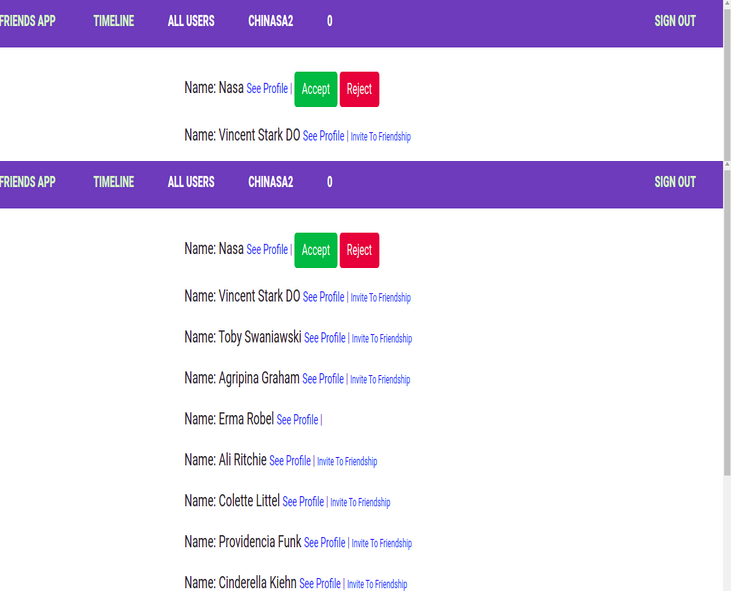 FRIENDS APP TIMELINE ALL USERS CHINASA2 0 SIGN OUT
Name: Nasa See Profile | Accept Reject
Name: Vincent Stark DO See Profile | Invite To Friendship
FRIENDS APP TIMELINE ALL USERS CHINASA2 0 SIGN OUT
Name: Nasa See Profile | Accept Reject
Name: Vincent Stark DO See Profile | Invite To Friendship
Name: Toby Swaniawski See Profile | Invite To Friendship
Name: Agripina Graham See Profile | Invite To Friendship
Name: Erma Robel See Profile |
Name: Ali Ritchie See Profile | Invite To Friendship
Name: Colette Littel See Profile | Invite To Friendship
Name: Providencia Funk See Profile | Invite To Friendship
Name: Cinderella Kiehn See Profile | Invite To Friendship